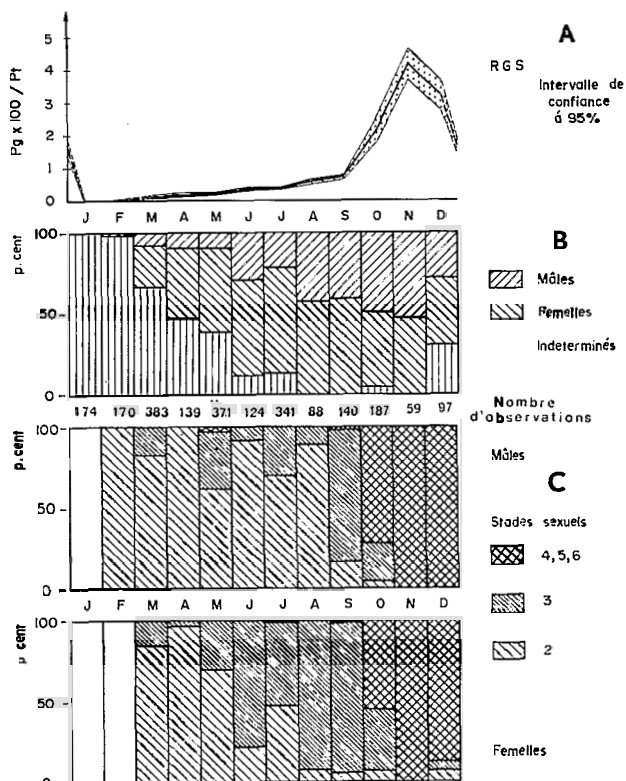 A
Pg x 100 / Pt
5
4
3
2
1
0
RGS
Intervalle de
confiance
á 95%
J F M A M J J A S O N D
B
p. cent
100
50
0
Mâles
Femelles
Indeterminés
174 170 383 139 371 124 341 88 140 187 59 97
Nombre
d'observations
p. cent
100
50
0
Mâles
C
Stades sexuels
4,5,6
3
2
J F M A M J J A S O N D
cent
100
50
Femelles